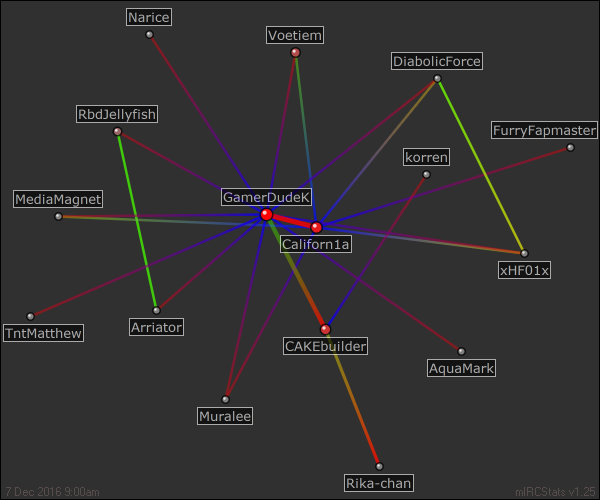 Narice
Voetiem
DiabolicForce
RbdJellyfish
FurryFapmaster
korren
GamerDudeK
MediaMagnet
Californ1a
xHF01x
TntMatthew
Arriator
CAKEbuilder
AquaMark
Muralee
Rika-chan
7 Dec 2016 9:00am
mIRCStats v1.25